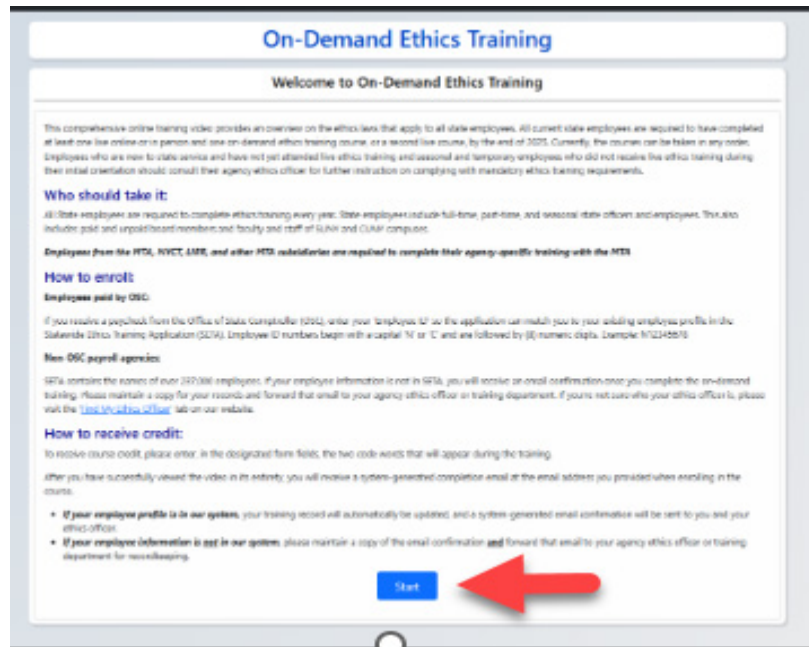 On-Demand Ethics Training
Welcome to On-Demand Ethics Training
This comprehensive online training video provides an overview on the ethics laws that apply to all state employees. All current state employees are required to have completed
at least one live online or in person and one on-demand ethics training course, or a second live course, by the end of 2025. Currently, the courses can be taken in any order.
Employees who are new to state service and have not yet attended live ethics training and seasonal and temporary employees who did not receive live ethics training during
their initial orientation should consult their agency ethics officer for further instruction on complying with mandatory ethics training requirements.
Who should take it:
All State employees are required to complete ethics training every year. State employees include full-time, part-time, and seasonal state officers and employees. This also
includes paid and unpaid board members and faculty and staff of SUNY and CUNY campuses.
Employees from the MTA, NYCT, LIRR, and other MTA subsidiaries are required to complete their agency-specific training with the MTA
How to enroll:
Employees paid by OSC:
If you receive a paycheck from the Office of State Comptroller (OSC), enter your 'Employee ID' so the application can match you to your existing employee profile in the
Statewide Ethics Training Application (SETA). Employee ID numbers begin with a capital 'N' or 'C' and are followed by (8) numeric digits. Example: N12345678
Non OSC payroll agencies:
SETA contains the names of over employees. If your employee information is not in SETA, you will receive an email confirmation once you complete the on-demand
training. Please maintain a copy for your records and forward that email to your agency ethics officer or training department. If you're not sure who your ethics officer is, please
visit the 'Find My Ethics Officer' tab on our website.
How to receive credit:
To receive course credit, please enter, in the designated form fields, the two code words that will appear during the training.
After you have successfully viewed the video in its entirety, you will receive a system-generated completion email at the email address you provided when enrolling in the
course.
• If your employee profile is in our system, your training record will automatically be updated, and a system-generated email confirmation will be sent to you and your
ethics officer.
• If your employee information is not in our system, please maintain a copy of the email confirmation and forward that email to your agency ethics officer or training
department for recordkeeping.
Start